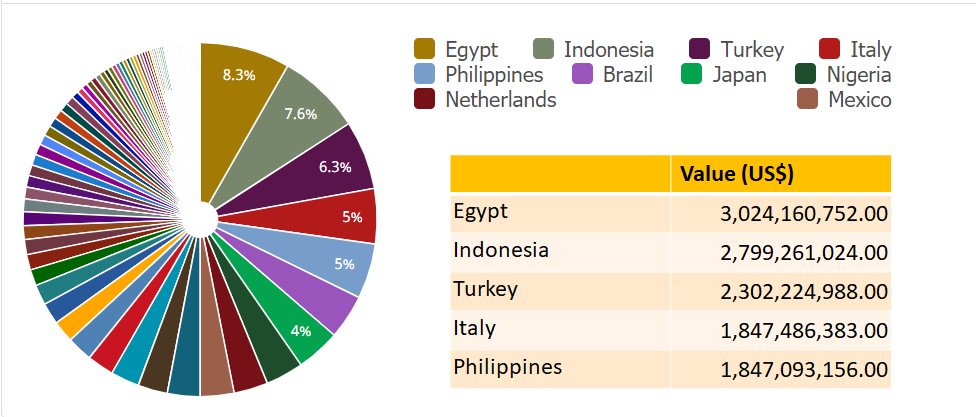 8.3%
7.6%
6.3%
5%
5%
4%
Egypt Indonesia Turkey Italy
Philippines Brazil Japan Nigeria
Netherlands Mexico
Value (US$)
Egypt 3,024,160,752.00
Indonesia 2,799,261,024.00
Turkey 2,302,224,988.00
Italy 1,847,486,383.00
Philippines 1,847,093,156.00